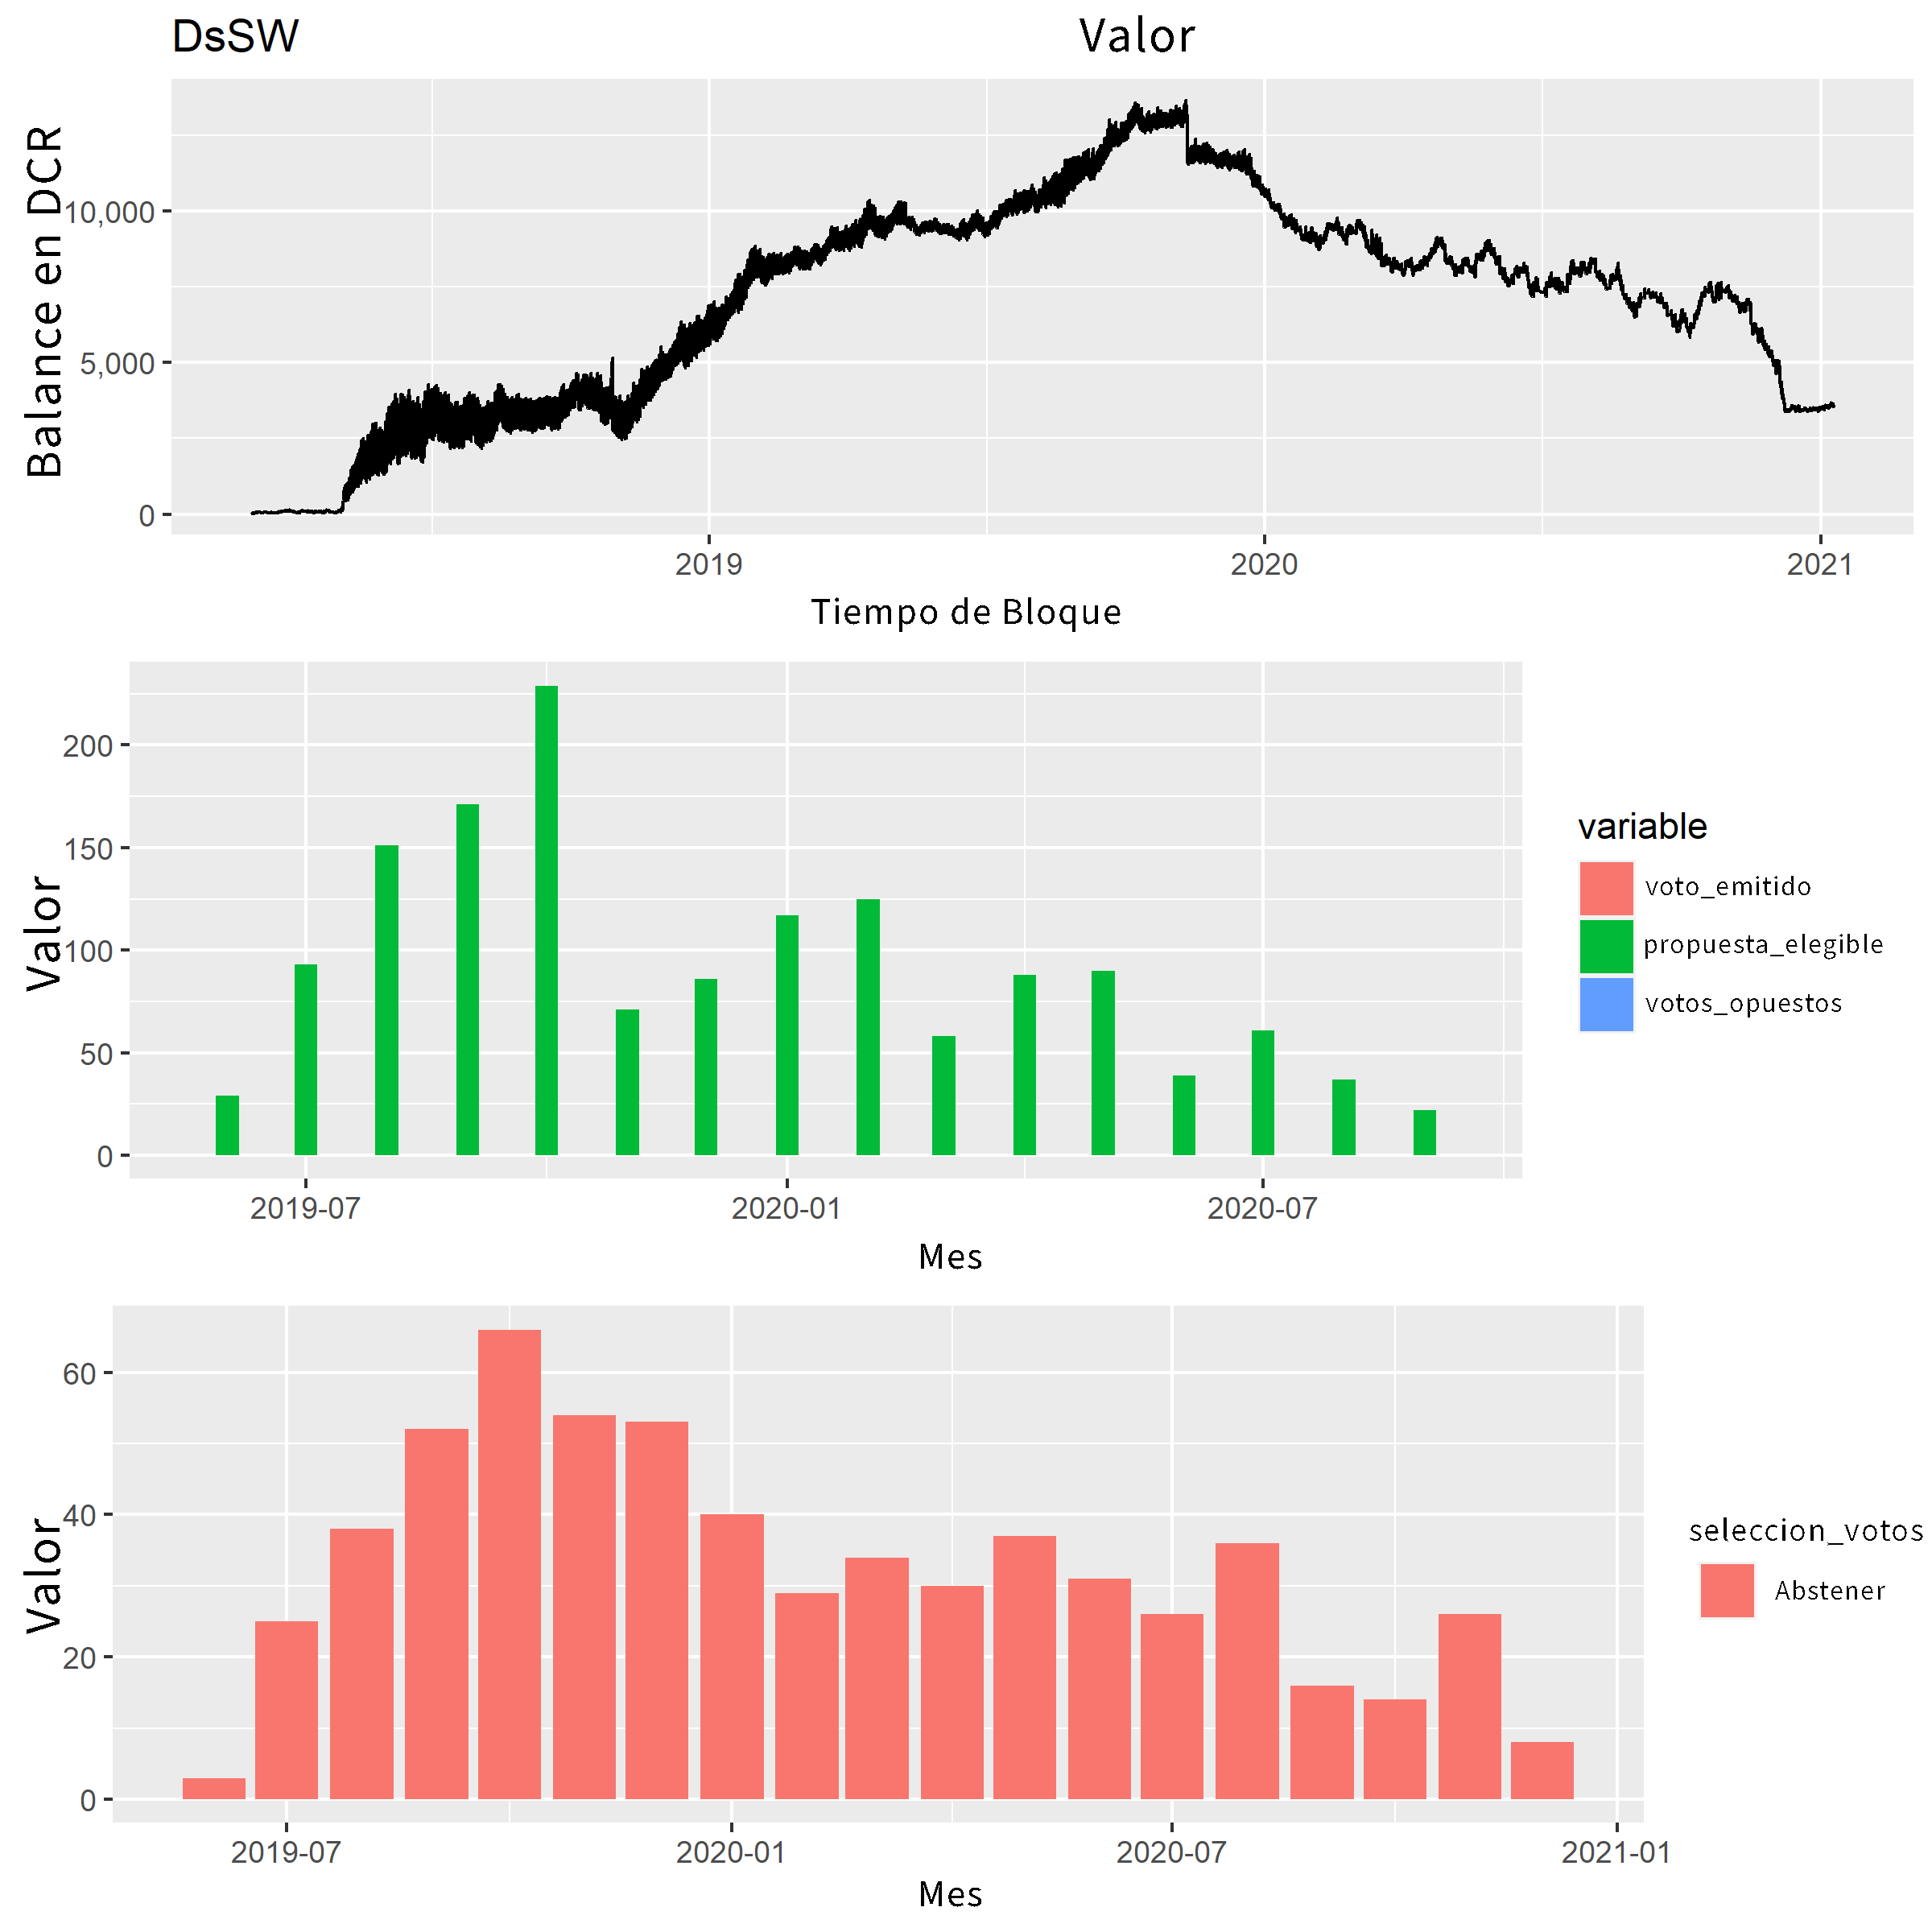 DsSW
Valor
Balance en DCR
10,000
5,000
0
2019
2020
2021
Tiempo de Bloque
Valor
200
150
100
50
0
2019-07
2020-01
2020-07
Mes
variable
voto_emitido
propuesta_elegible
votos_opuestos
Valor
60
40
20
0
2019-07
2020-01
2020-07
2021-01
Mes
seleccion_votos
Abstener